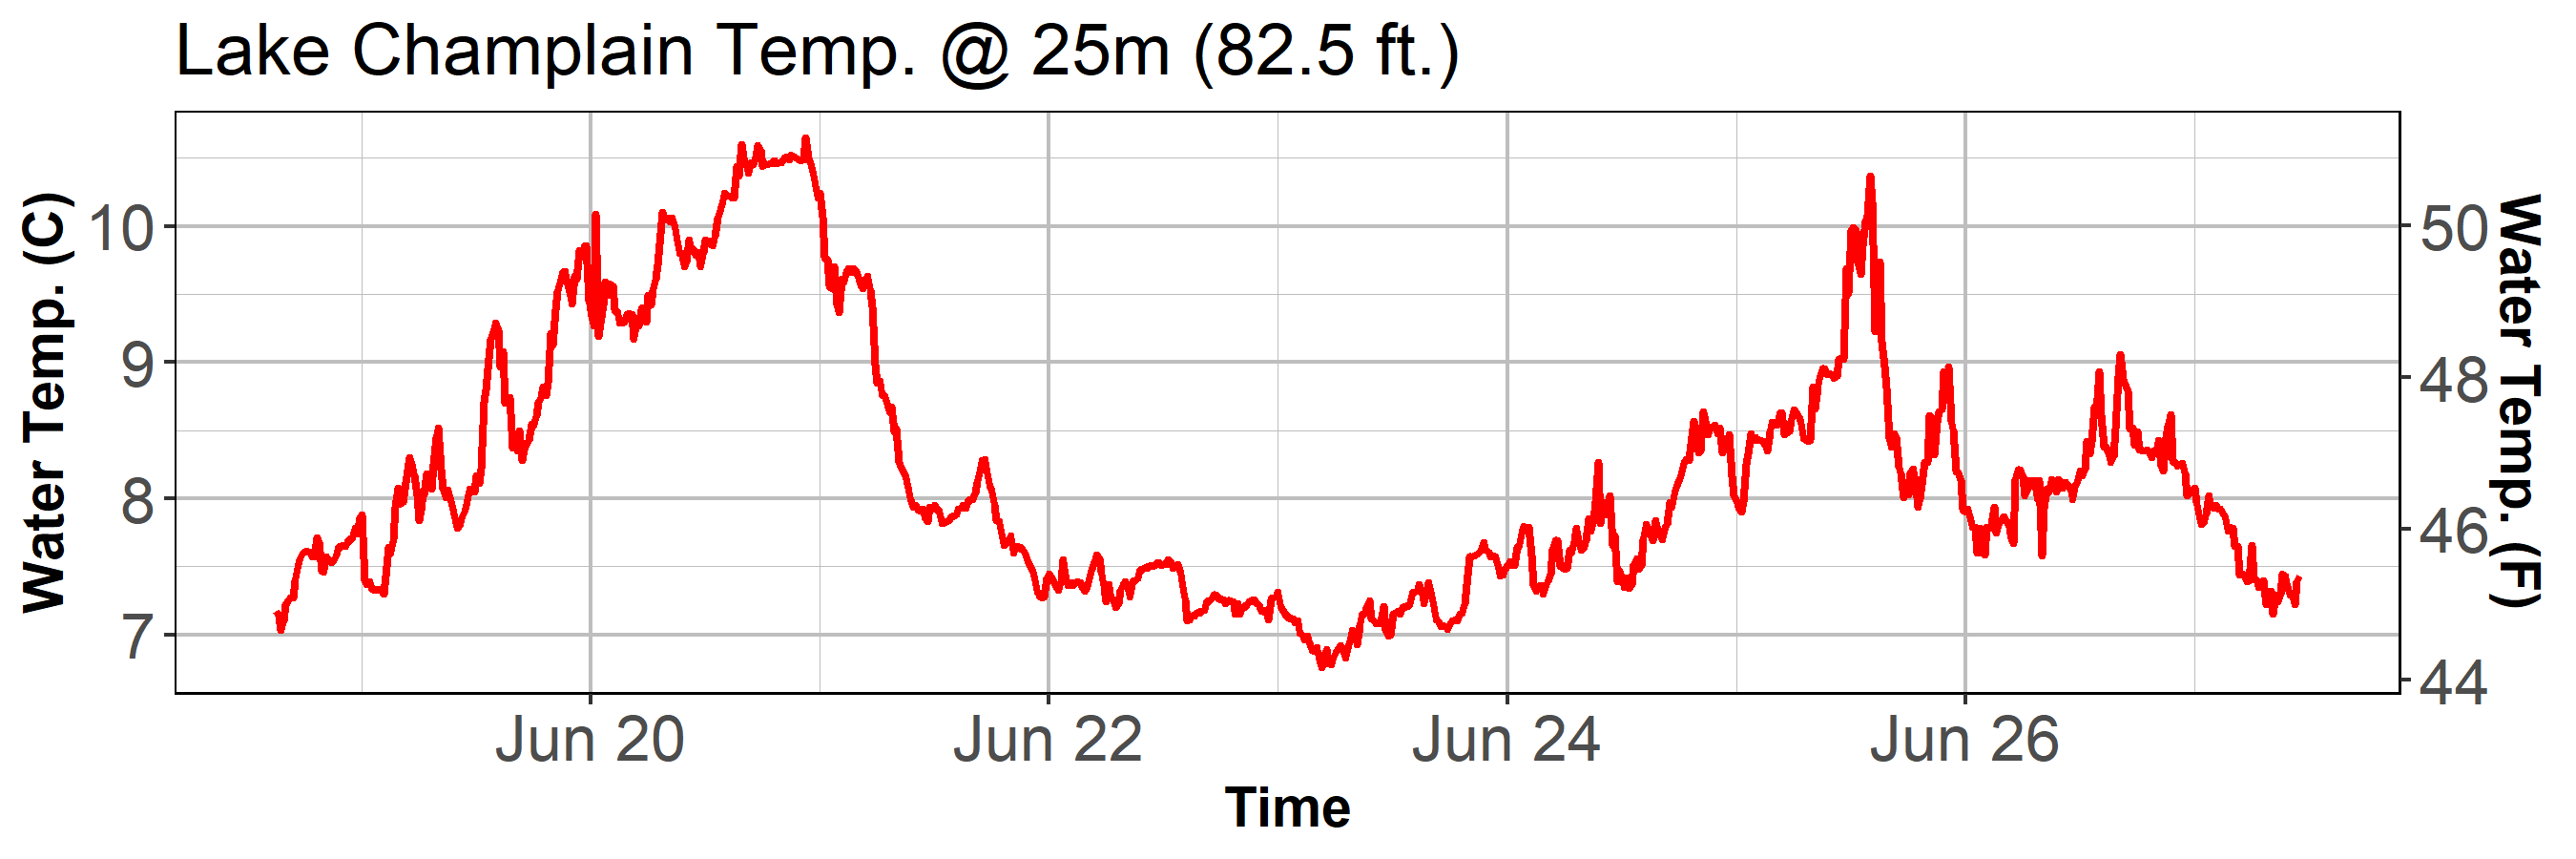 Lake Champlain Temp. @ 25m (82.5 ft.)
Water Temp. (C)
10
9
8
7
50
48
46
44
Water Temp. (F)
Jun 20
Jun 22
Jun 24
Jun 26
Time